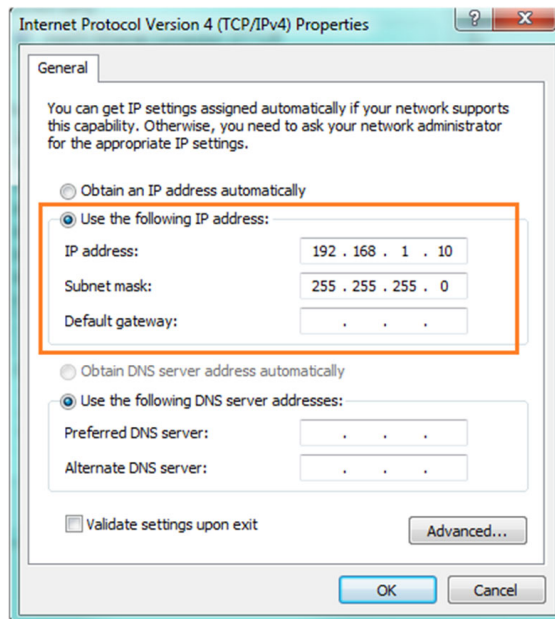 Internet Protocol Version 4 (TCP/IPv4) Properties
?
X
General
You can get IP settings assigned automatically if your network supports
this capability. Otherwise, you need to ask your network administrator
for the appropriate IP settings.
Obtain an IP address automatically
Use the following IP address:
IP address: 192 . 168 . 1 . 10
Subnet mask: 255 . 255 . 255 . 0
Default gateway: . . .
Obtain DNS server address automatically
Use the following DNS server addresses:
Preferred DNS server: . . .
Alternate DNS server: . . .
Validate settings upon exit
Advanced...
OK Cancel